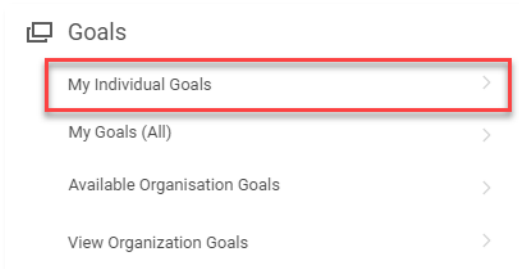 Goals
My Individual Goals
My Goals (All)
Available Organisation Goals
View Organization Goals